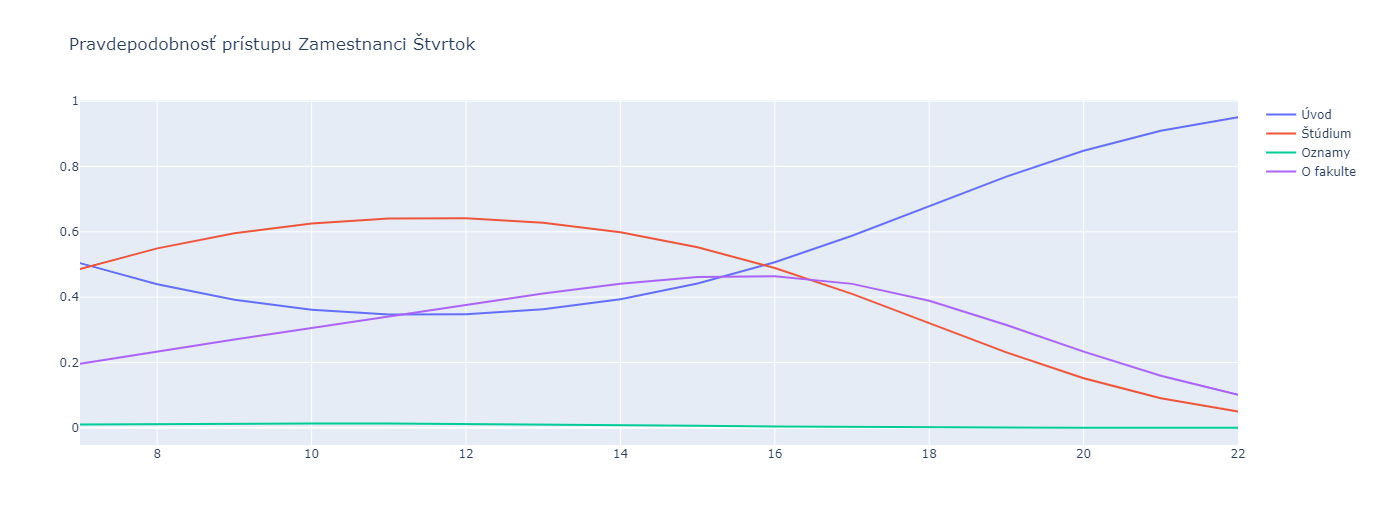 Pravdepodobnosť prístupu Zamestnanci Štvrtok
1
0.8
0.6
0.4
0.2
0
8 10 12 14 16 18 20 22
Úvod
Štúdium
Oznamy
O fakulte